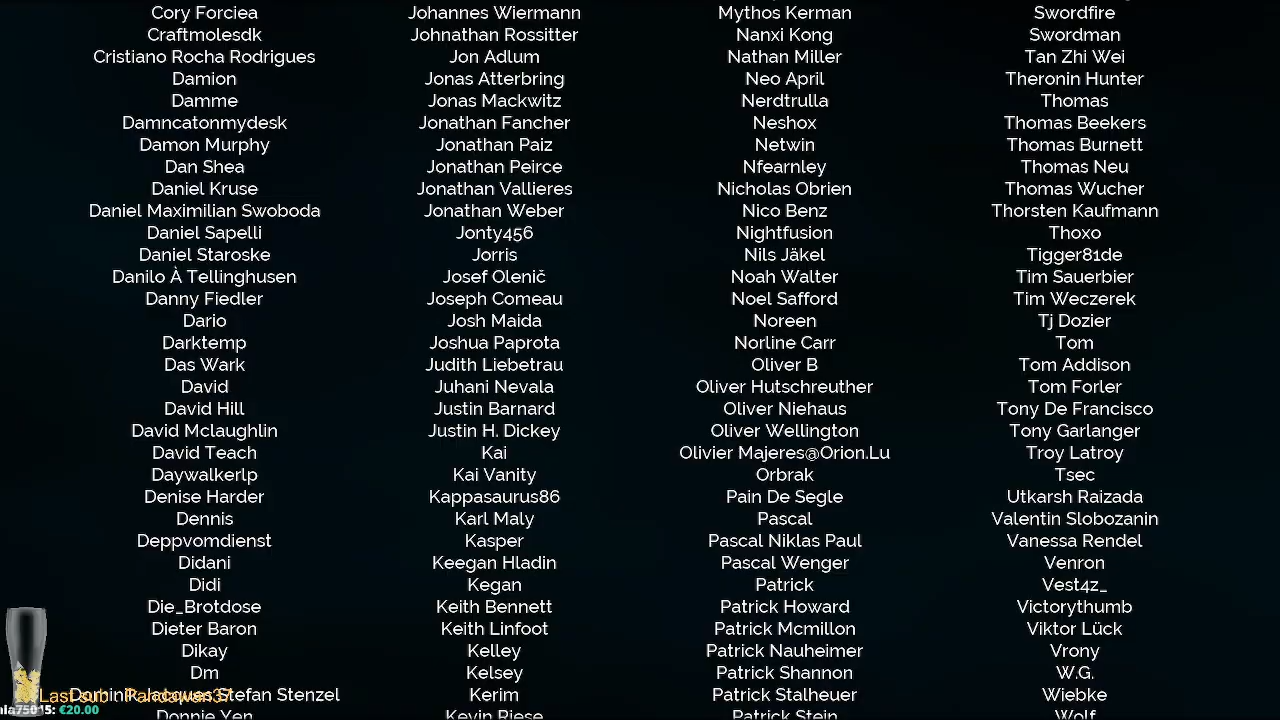 Cory Forciea
Craftmolesdk
Cristiano Rocha Rodrigues
Damion
Damme
Damncatonmydesk
Damon Murphy
Dan Shea
Daniel Kruse
Daniel Maximilian Swoboda
Daniel Sapelli
Daniel Staroske
Danilo À Tellinghusen
Danny Fiedler
Dario
Darktemp
Das Wark
David
David Hill
David Mclaughlin
David Teach
Daywalkerlp
Denise Harder
Dennis
Deppvomdienst
Didani
Didi
Die_Brotdose
Dieter Baron
Dikay
Dm
Stefan Stenzel
Donnie Yen
Johannes Wiermann
Johnathan Rossitter
Jon Adlum
Jonas Atterbring
Jonas Mackwitz
Jonathan Fancher
Jonathan Paiz
Jonathan Peirce
Jonathan Vallieres
Jonathan Weber
Jonty456
Jorris
Josef Olenič
Joseph Comeau
Josh Maida
Joshua Paprota
Judith Liebetrau
Juhani Nevala
Justin Barnard
Justin H. Dickey
Kai
Kai Vanity
Kappasaurus86
Karl Maly
Kasper
Keegan Hladin
Kegan
Keith Bennett
Keith Linfoot
Kelley
Kelsey
Kerim
Kevin Riese
Mythos Kerman
Nanxi Kong
Nathan Miller
Neo April
Nerdtrulla
Neshox
Netwin
Nfearnley
Nicholas Obrien
Nico Benz
Nightfusion
Nils Jäkel
Noah Walter
Noel Safford
Noreen
Norline Carr
Oliver B
Oliver Hutschreuther
Oliver Niehaus
Oliver Wellington
Olivier Majeres@Orion.Lu
Orbrak
Pain De Segle
Pascal
Pascal Niklas Paul
Pascal Wenger
Patrick
Patrick Howard
Patrick Mcmillon
Patrick Nauheimer
Patrick Shannon
Patrick Stalheuer
Patrick Stein
Swordfire
Swordman
Tan Zhi Wei
Theronin Hunter
Thomas
Thomas Beekers
Thomas Burnett
Thomas Neu
Thomas Wucher
Thorsten Kaufmann
Thoxo
Tigger81de
Tim Sauerbier
Tim Weczerek
Tj Dozier
Tom
Tom Addison
Tom Forler
Tony De Francisco
Tony Garlanger
Troy Latroy
Tsec
Utkarsh Raizada
Valentin Slobozanin
Vanessa Rendel
Venron
Vest4z_
Victorythumb
Viktor Lück
Vrony
W.G.
Wiebke
Wolf
Last sub: Pandawan37
75015: €20.00